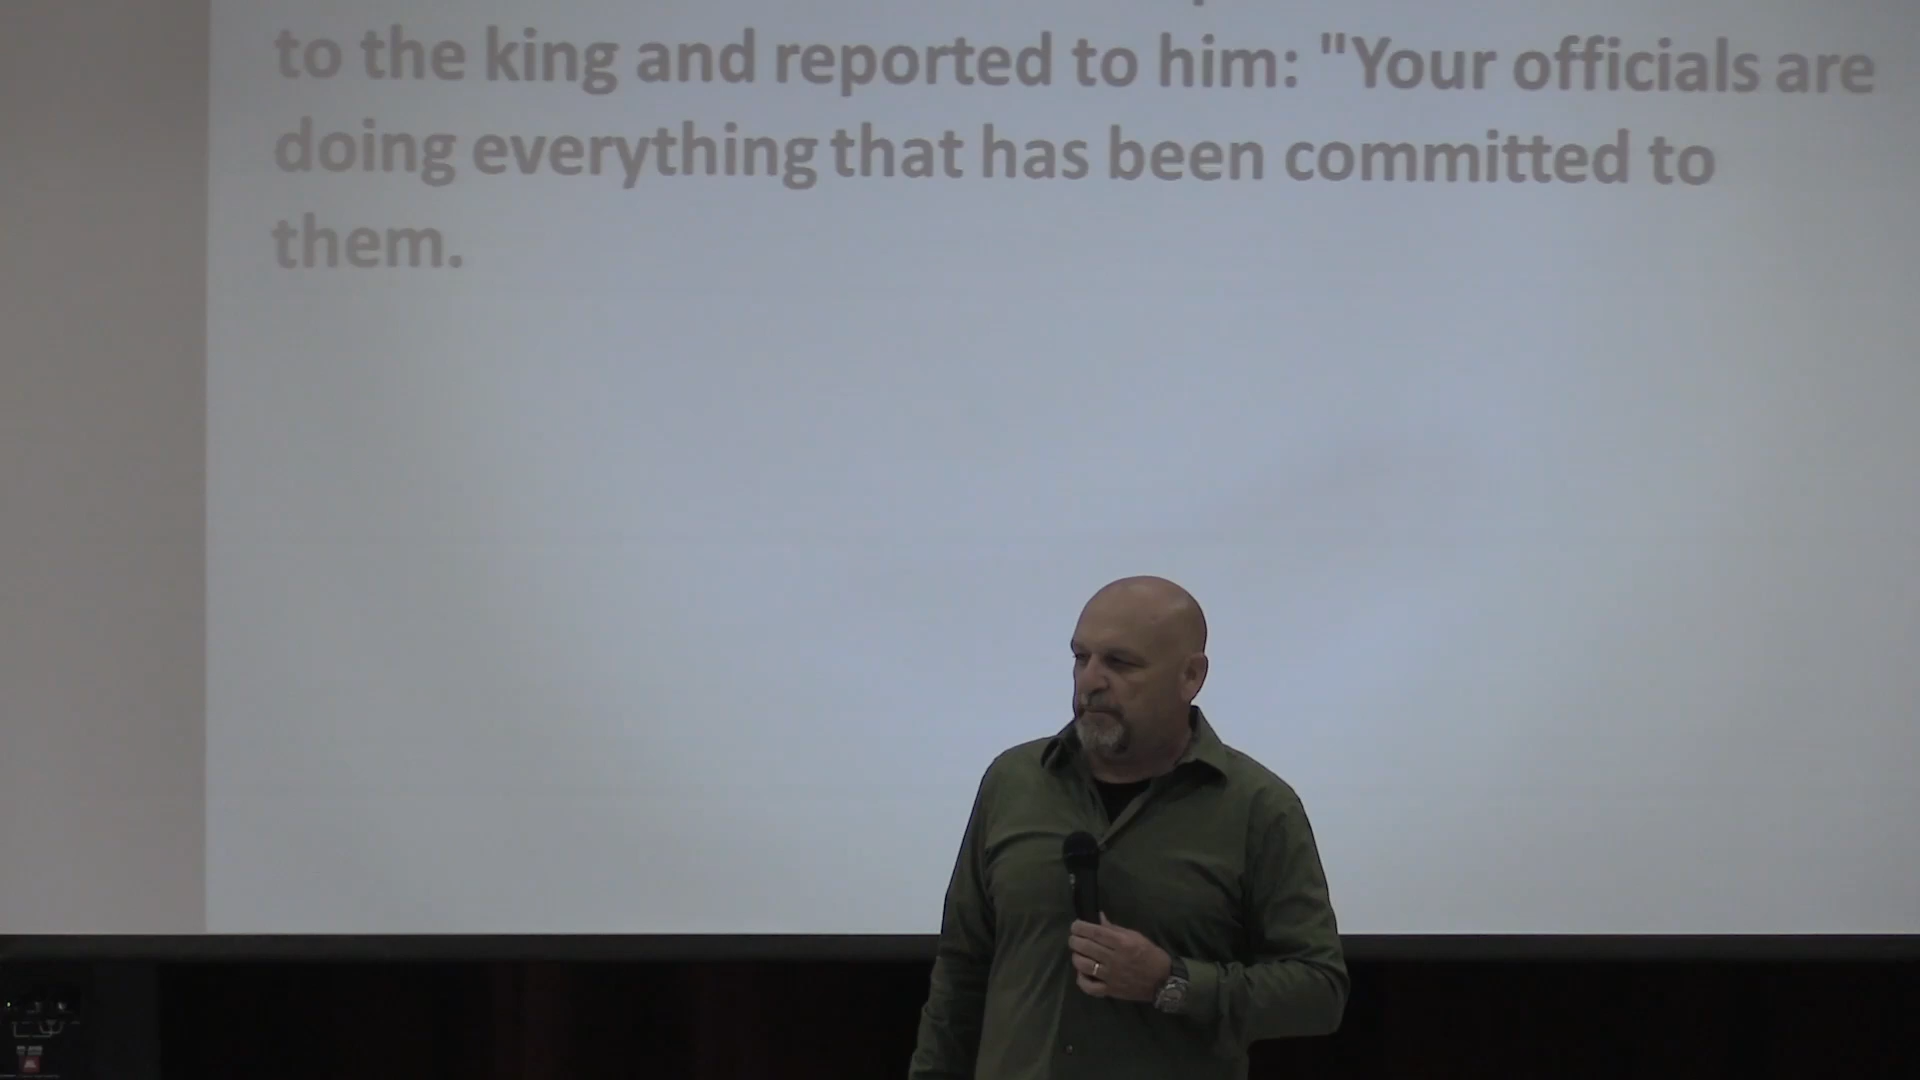 to the king and reported to him: "Your officials are
doing everything that has been committed to
them.